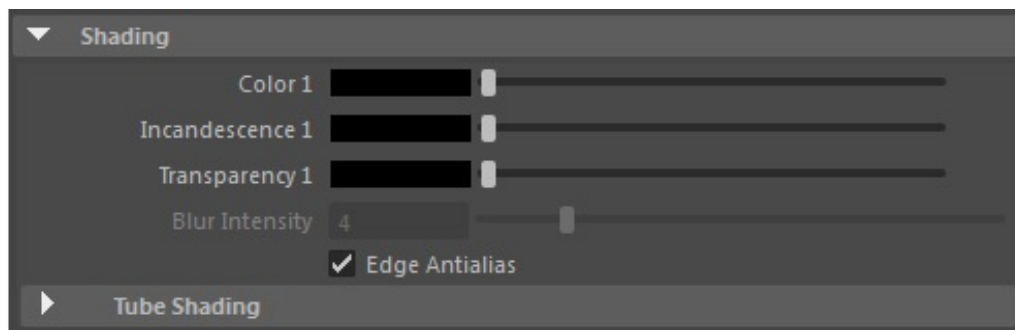 Shading
Color 1
Incandescence 1
Transparency 1
Blur Intensity 4
Edge Antialias
Tube Shading